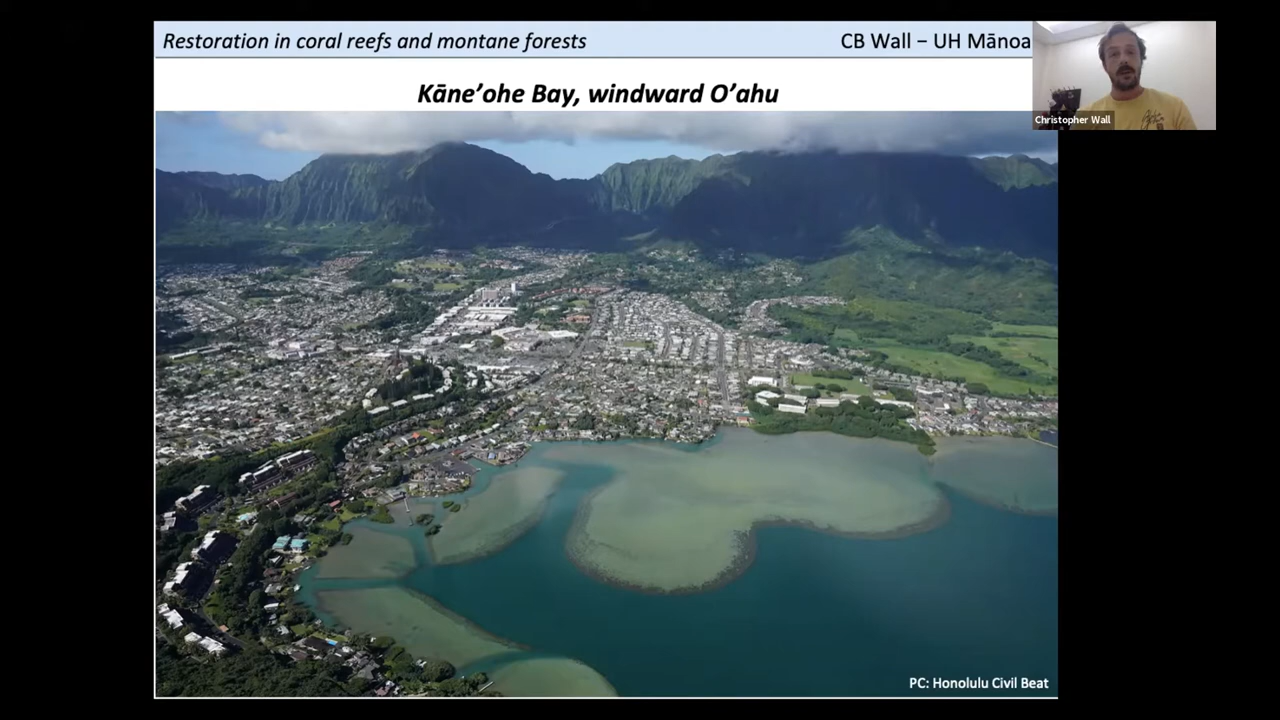 Restoration in coral reefs and montane forests
CB Wall – UH Mānoa
Christopher Wall
Kāne’ohe Bay, windward O’ahu
PC: Honolulu Civil Beat